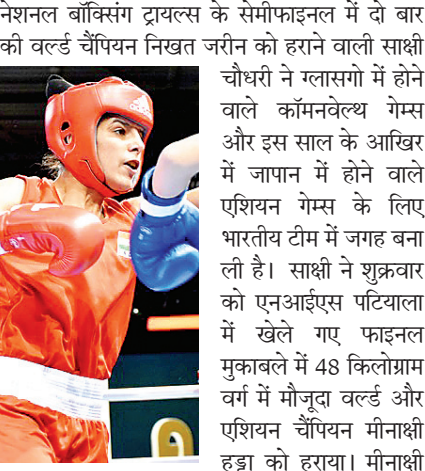 नेशनल बॉक्सिंग ट्रायल्स के सेमीफाइनल में दो बार
की वर्ल्ड चैंपियन निखत जरीन को हराने वाली साक्षी
चौधरी ने ग्लासगो में होने
वाले कॉमनवेल्थ गेम्स
और इस साल के आखिर
में जापान में होने वाले
एशियन गेम्स के लिए
भारतीय टीम में जगह बना
ली है। साक्षी ने शुक्रवार
को एनआईएस पटियाला
में खेले गए फाइनल
मुकाबले में 48 किलोग्राम
वर्ग में मौजूदा वर्ल्ड और
एशियन चैंपियन मीनाक्षी
हुड्डा को हराया। मीनाक्षी